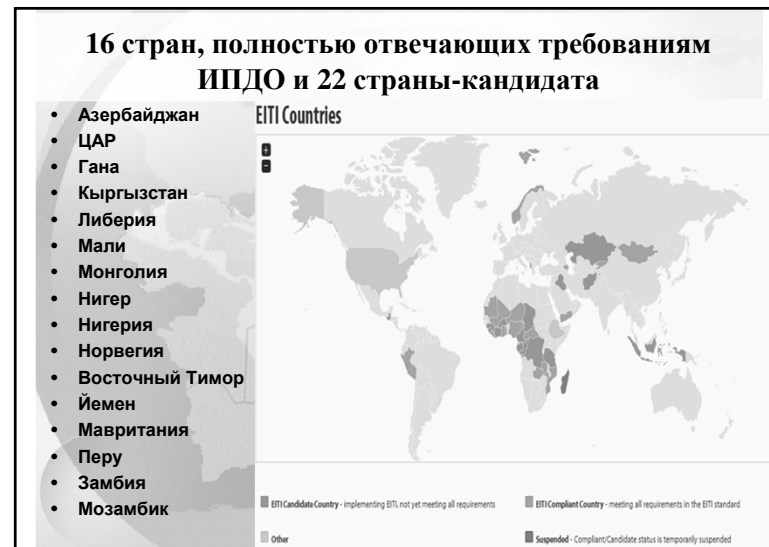 16 стран, полностью отвечающих требованиям
ИПДО и 22 страны-кандидата
• Азербайджан
• ЦАР
• Гана
• Кыргызстан
• Либерия
• Мали
• Монголия
• Нигер
• Нигерия
• Норвегия
• Восточный Тимор
• Йемен
• Мавритания
• Перу
• Замбия
• Мозамбик
EITI Countries
+
−
EITI Candidate Country - implementing EITI, not yet meeting all requirements
EITI Compliant Country - meeting all requirements in the EITI standard
Other
Suspended - Compliant/Candidate status is temporarily suspended